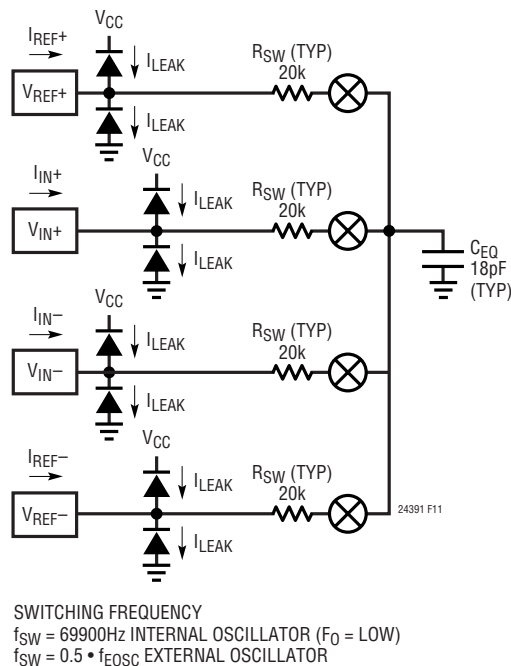 VCC
IREF+
ILEAK
RSW (TYP)
20k
VREF+
ILEAK
VCC
IIN+
ILEAK
RSW (TYP)
20k
VIN+
CEQ
18pF
(TYP)
ILEAK
VCC
IIN−
ILEAK
RSW (TYP)
20k
VIN−
ILEAK
VCC
IREF−
ILEAK
RSW (TYP)
20k
VREF−
24391 F11
ILEAK
SWITCHING FREQUENCY
fSW = 69900Hz INTERNAL OSCILLATOR (FO = LOW)
fSW = 0.5 • fEOSC EXTERNAL OSCILLATOR